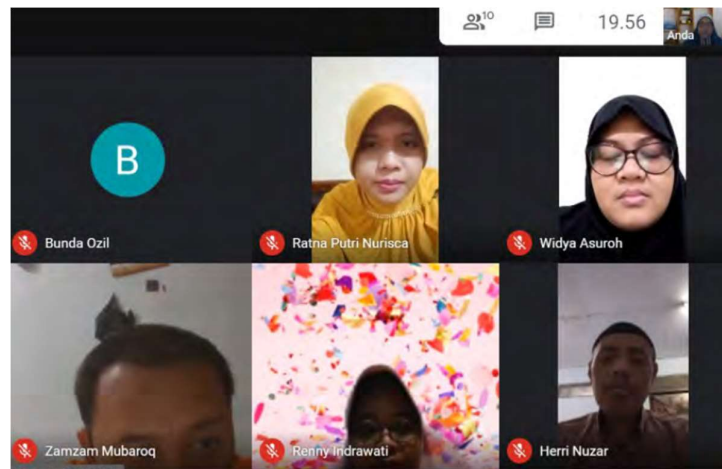 10
19.56
Anda
B
Bunda Ozil
Ratna Putri Nurisca
Widya Asuroh
Zamzam Mubaroq
Renny Indrawati
Herri Nuzar